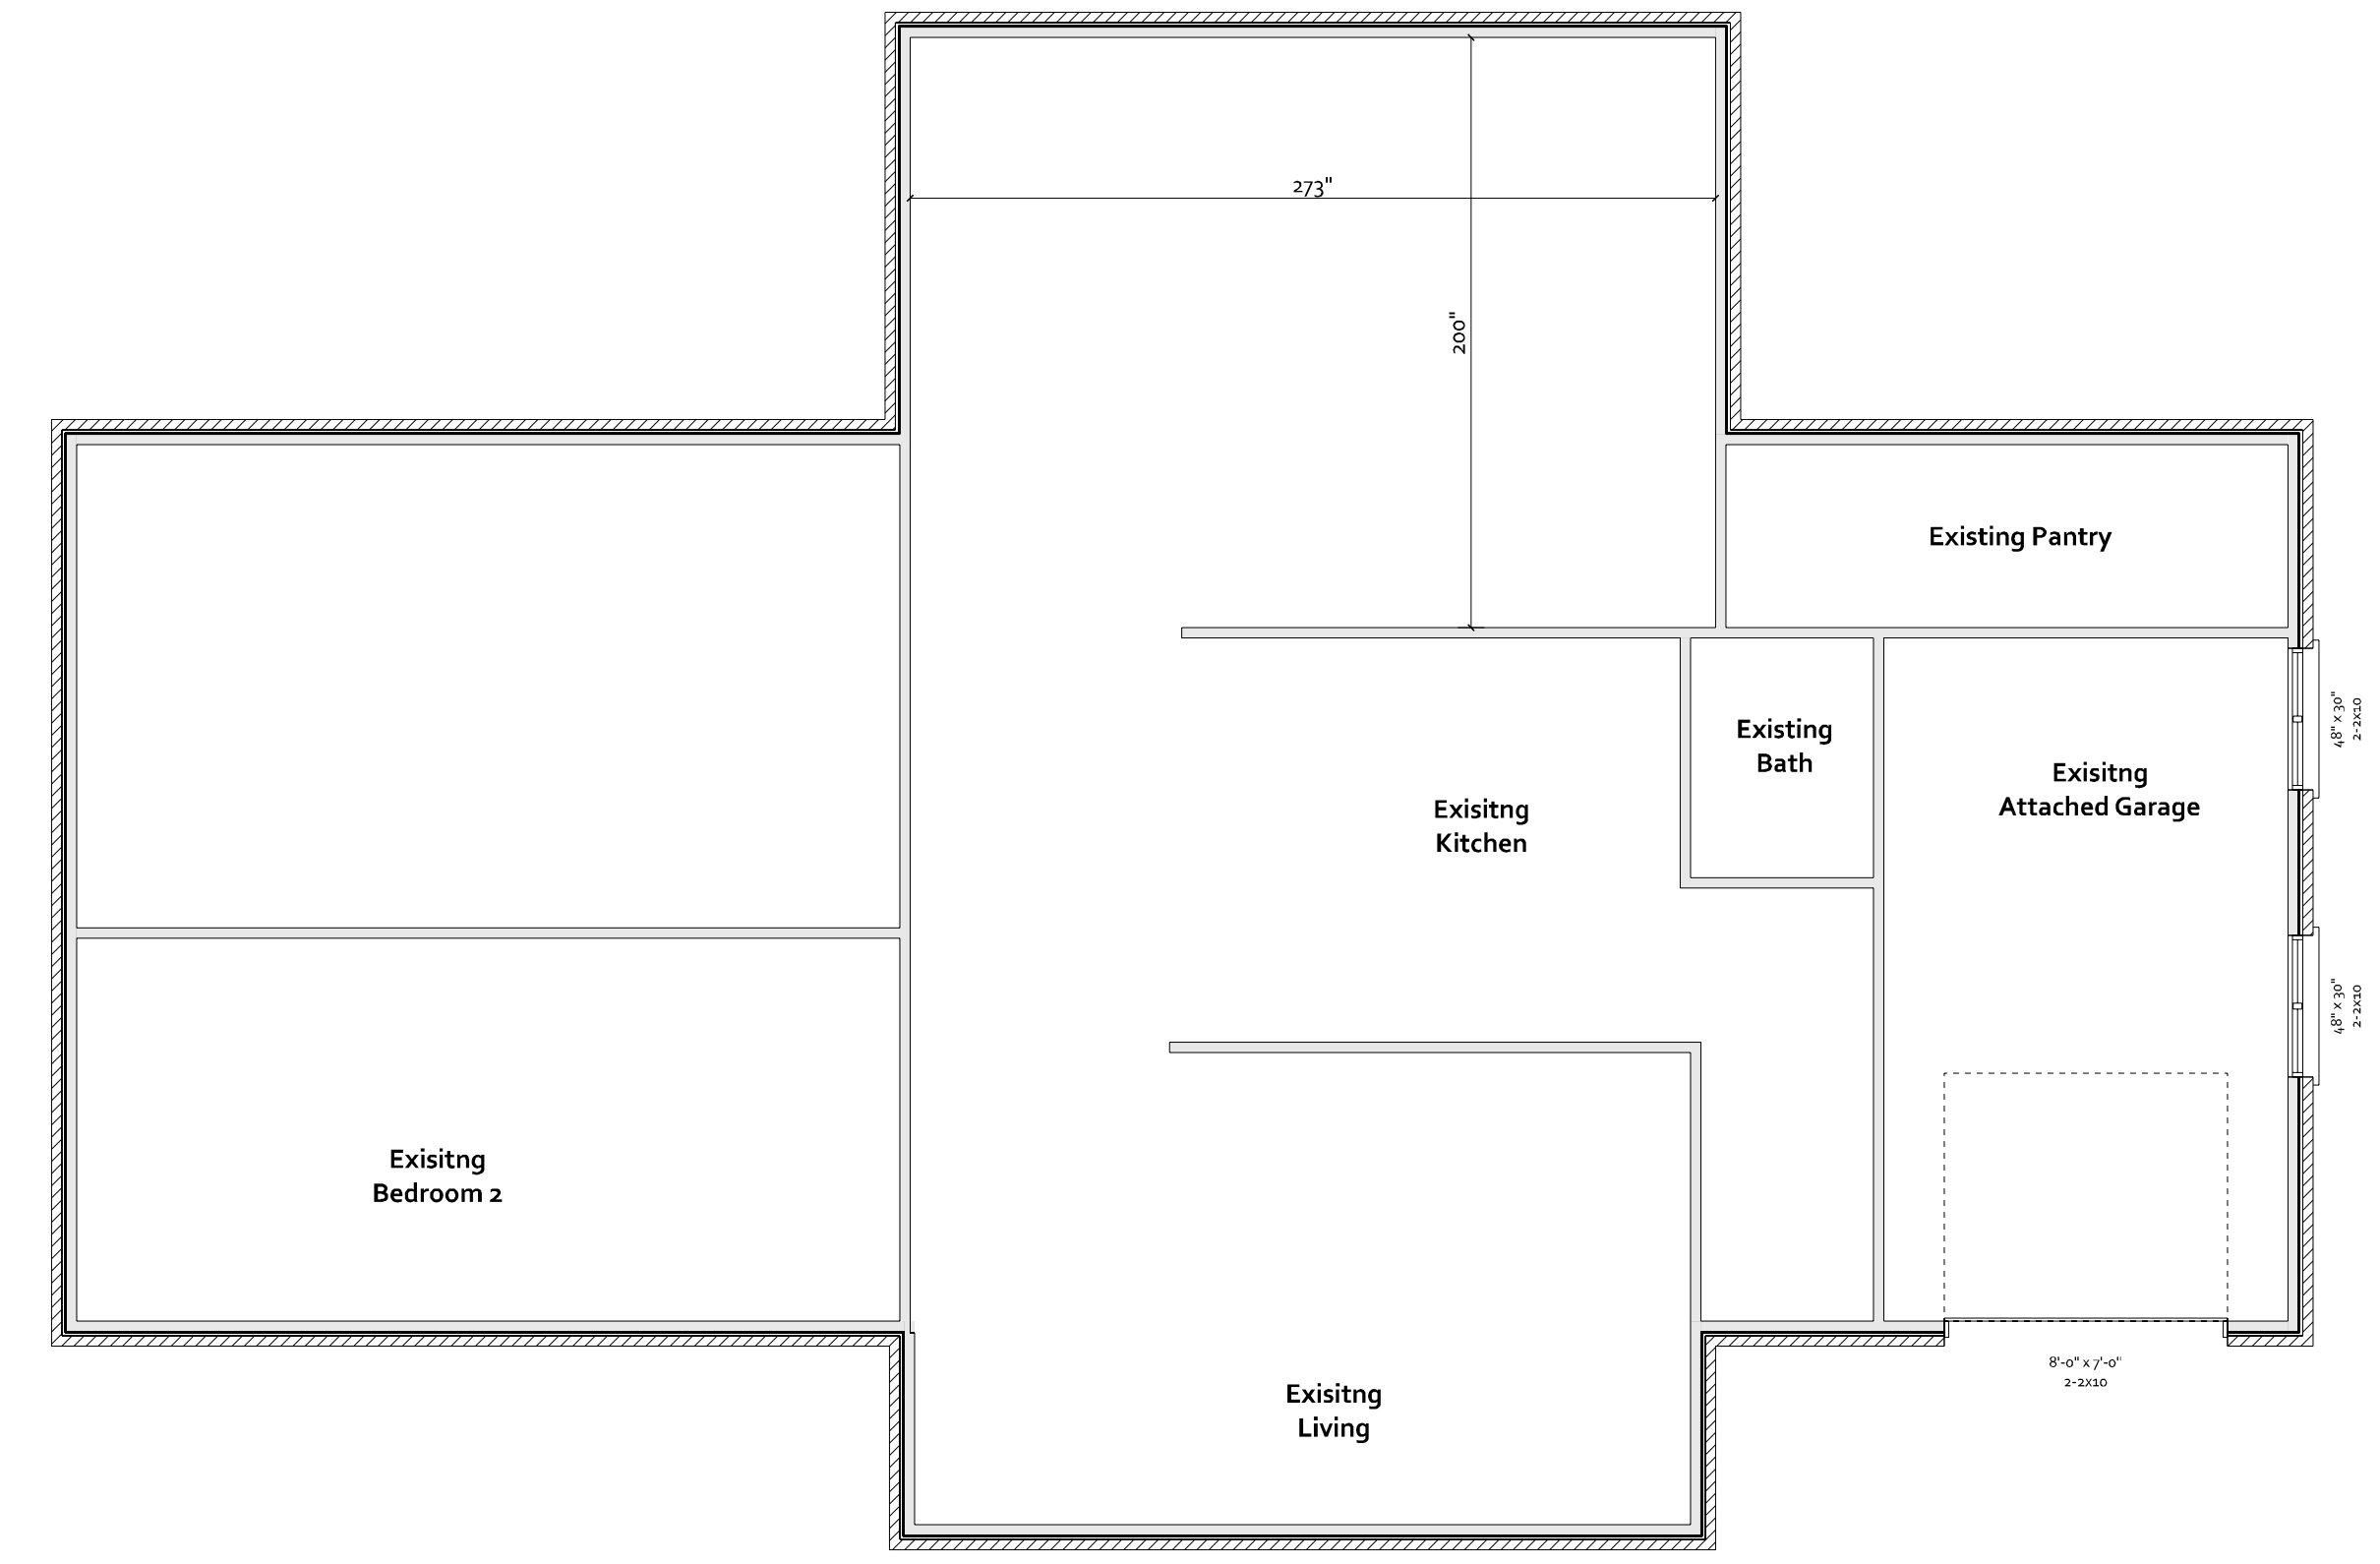 273"
200"
Existing Pantry
48" x 30"
2-2x10
Existing
Bath
Exisitng
Attached Garage
Exisitng
Kitchen
48" x 30"
2-2x10
Exisitng
Bedroom 2
8'-0" x 7'-0"
2-2x10
Exisitng
Living